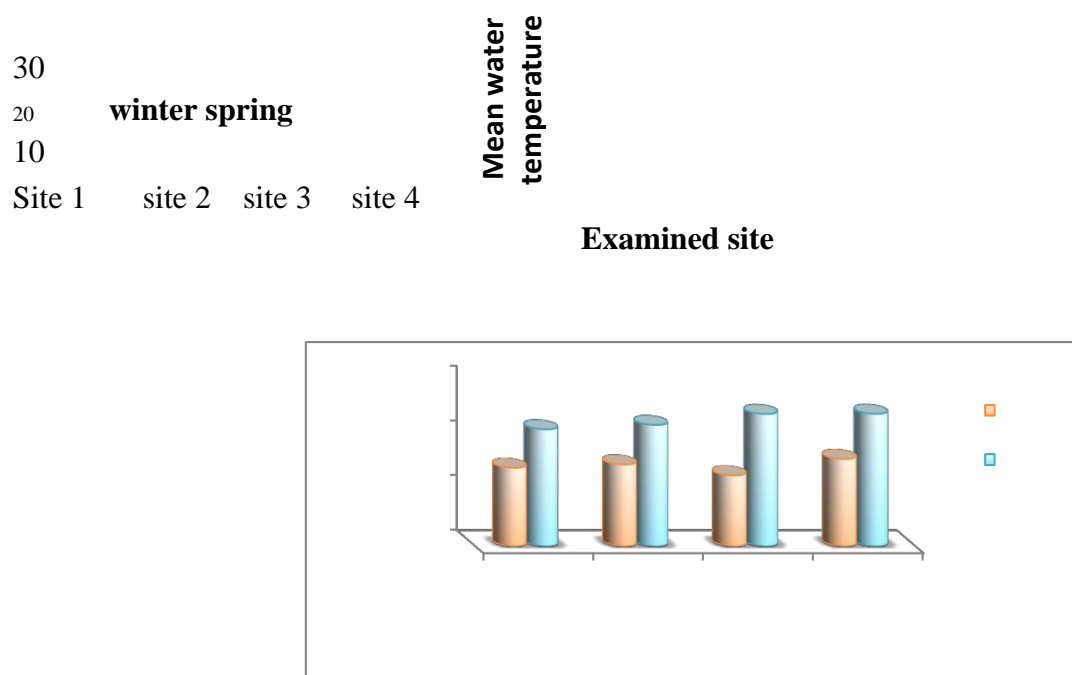 30
20 winter spring
10
Site 1 site 2 site 3 site 4
Mean water
temperature
Examined site